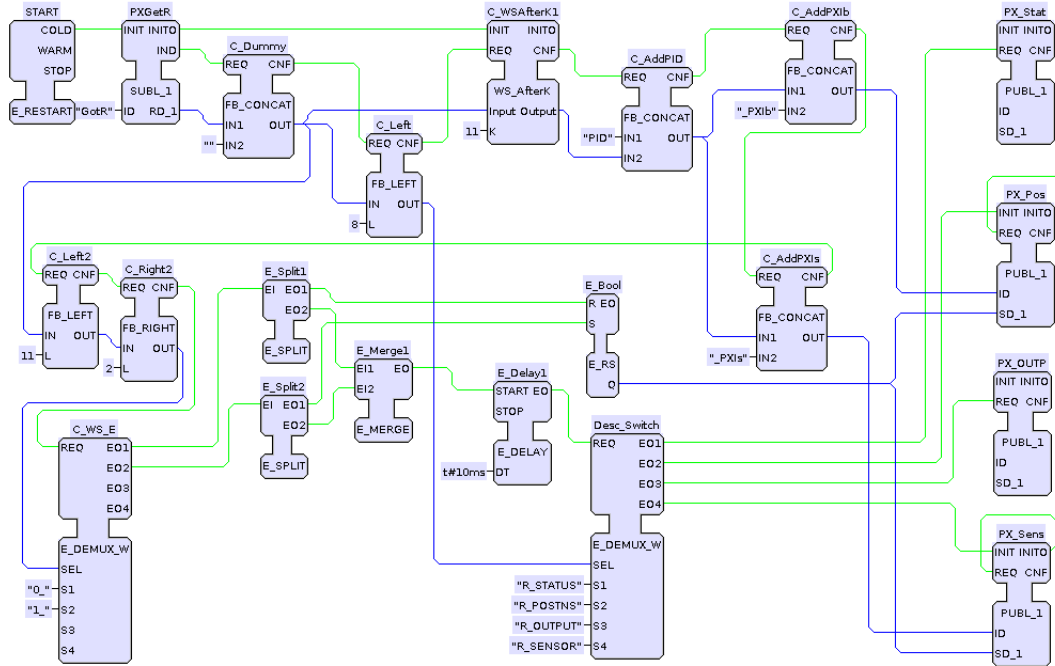 START
COLD
WARM
STOP
E_RESTART
PXGetR
INIT INITO
IND
SUBL_1
"GotR" ID RD_1
C_Dummy
REQ CNF
FB_CONCAT
IN1 OUT
"" IN2
C_Left
REQ CNF
FB_LEFT
IN OUT
8 L
C_WSAfterK1
INIT INITO
REQ CNF
WS_AfterK
Input Output
11 K
C_AddPID
REQ CNF
FB_CONCAT
"PID" IN1 OUT
IN2
C_AddPXIb
REQ CNF
FB_CONCAT
IN1 OUT
"_PXIb" IN2
PX_Stat
INIT INITO
REQ CNF
PUBL_1
ID
SD_1
PX_Pos
INIT INITO
REQ CNF
PUBL_1
ID
SD_1
C_Left2
REQ CNF
FB_LEFT
IN OUT
11 L
C_Right2
REQ CNF
FB_RIGHT
IN OUT
2 L
E_Split1
EI EO1
EO2
E_SPLIT
E_Bool
R EO
S
E_RS
Q
C_AddPXIs
REQ CNF
FB_CONCAT
IN1 OUT
"_PXIs" IN2
E_Merge1
EI1 EO
EI2
E_MERGE
E_Split2
EI EO1
EO2
E_SPLIT
E_Delay1
START EO
STOP
E_DELAY
t#10ms DT
PX_OUTP
INIT INITO
REQ CNF
PUBL_1
ID
SD_1
C_WS_E
REQ EO1
EO2
EO3
EO4
E_DEMUX_W
SEL
"0_" S1
"1_" S2
S3
S4
Desc_Switch
REQ EO1
EO2
EO3
EO4
E_DEMUX_W
SEL
"R_STATUS" S1
"R_POSTNS" S2
"R_OUTPUT" S3
"R_SENSOR" S4
PX_Sens
INIT INITO
REQ CNF
PUBL_1
ID
SD_1